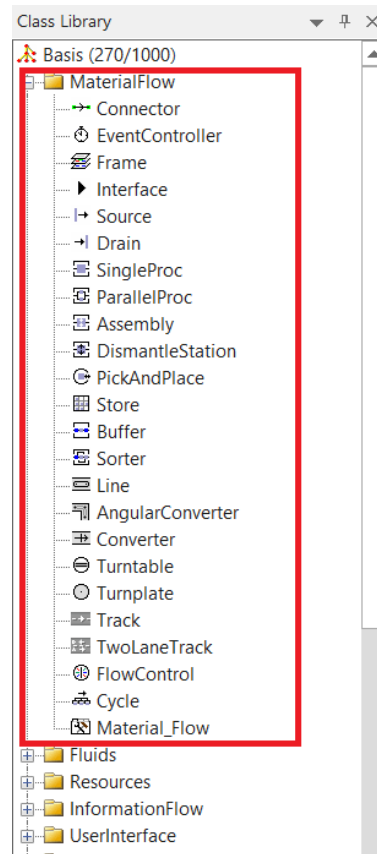 Class Library
Basis (270/1000)
MaterialFlow
Connector
EventController
Frame
Interface
Source
Drain
SingleProc
ParallelProc
Assembly
DismantleStation
PickAndPlace
Store
Buffer
Sorter
Line
AngularConverter
Converter
Turntable
Turnplate
Track
TwoLaneTrack
FlowControl
Cycle
Material_Flow
Fluids
Resources
InformationFlow
UserInterface